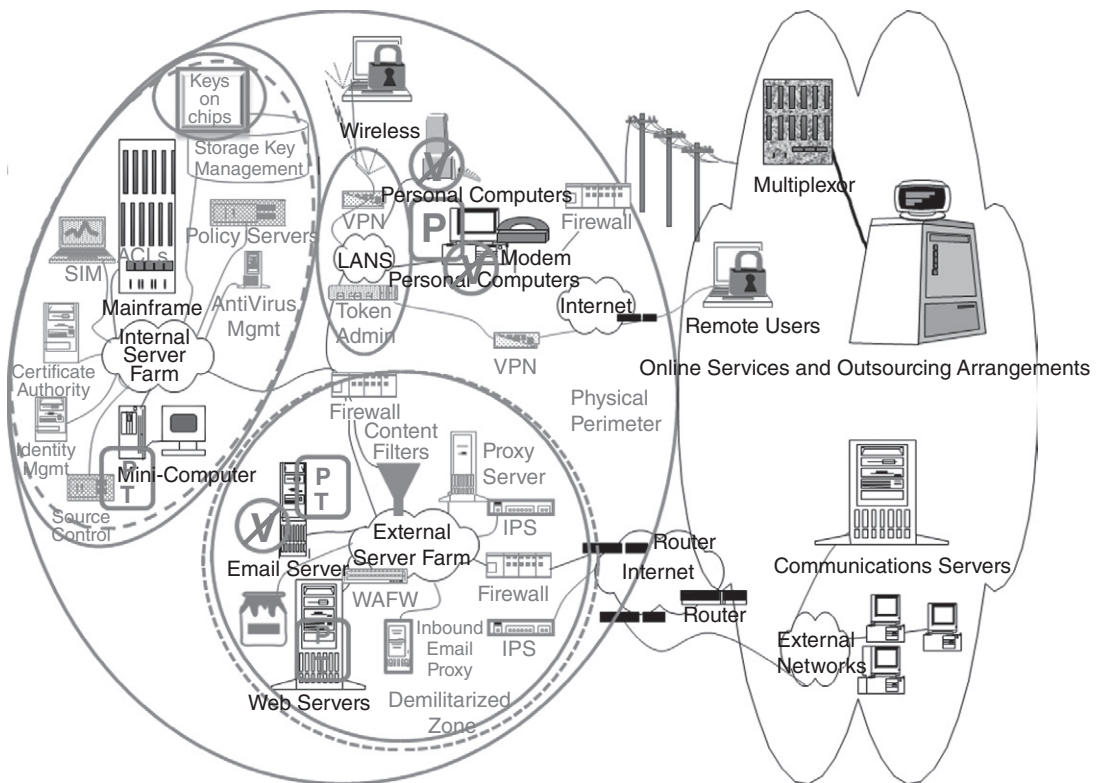 Keys
on
chips
Storage Key
Management
Wireless
V
Personal Computers
VPN
P
Firewall
Policy Servers
SIM
ACLs
LANS
Modem
V
Personal Computers
Mainframe
AntiVirus
Mgmt
Token
Admin
Internet
VPN
Internal
Server
Farm
Certificate
Authority
Identity
Mgmt
Mini-Computer
P
T
Source
Control
Firewall
Content
Filters
Physical
Perimeter
Proxy
Server
P
T
V
IPS
External
Server Farm
Email Server
WAFW
Firewall
P
Inbound
Email
Proxy
IPS
Web Servers
Demilitarized
Zone
Router
Internet
Router
Multiplexor
Remote Users
Online Services and Outsourcing Arrangements
Communications Servers
External
Networks